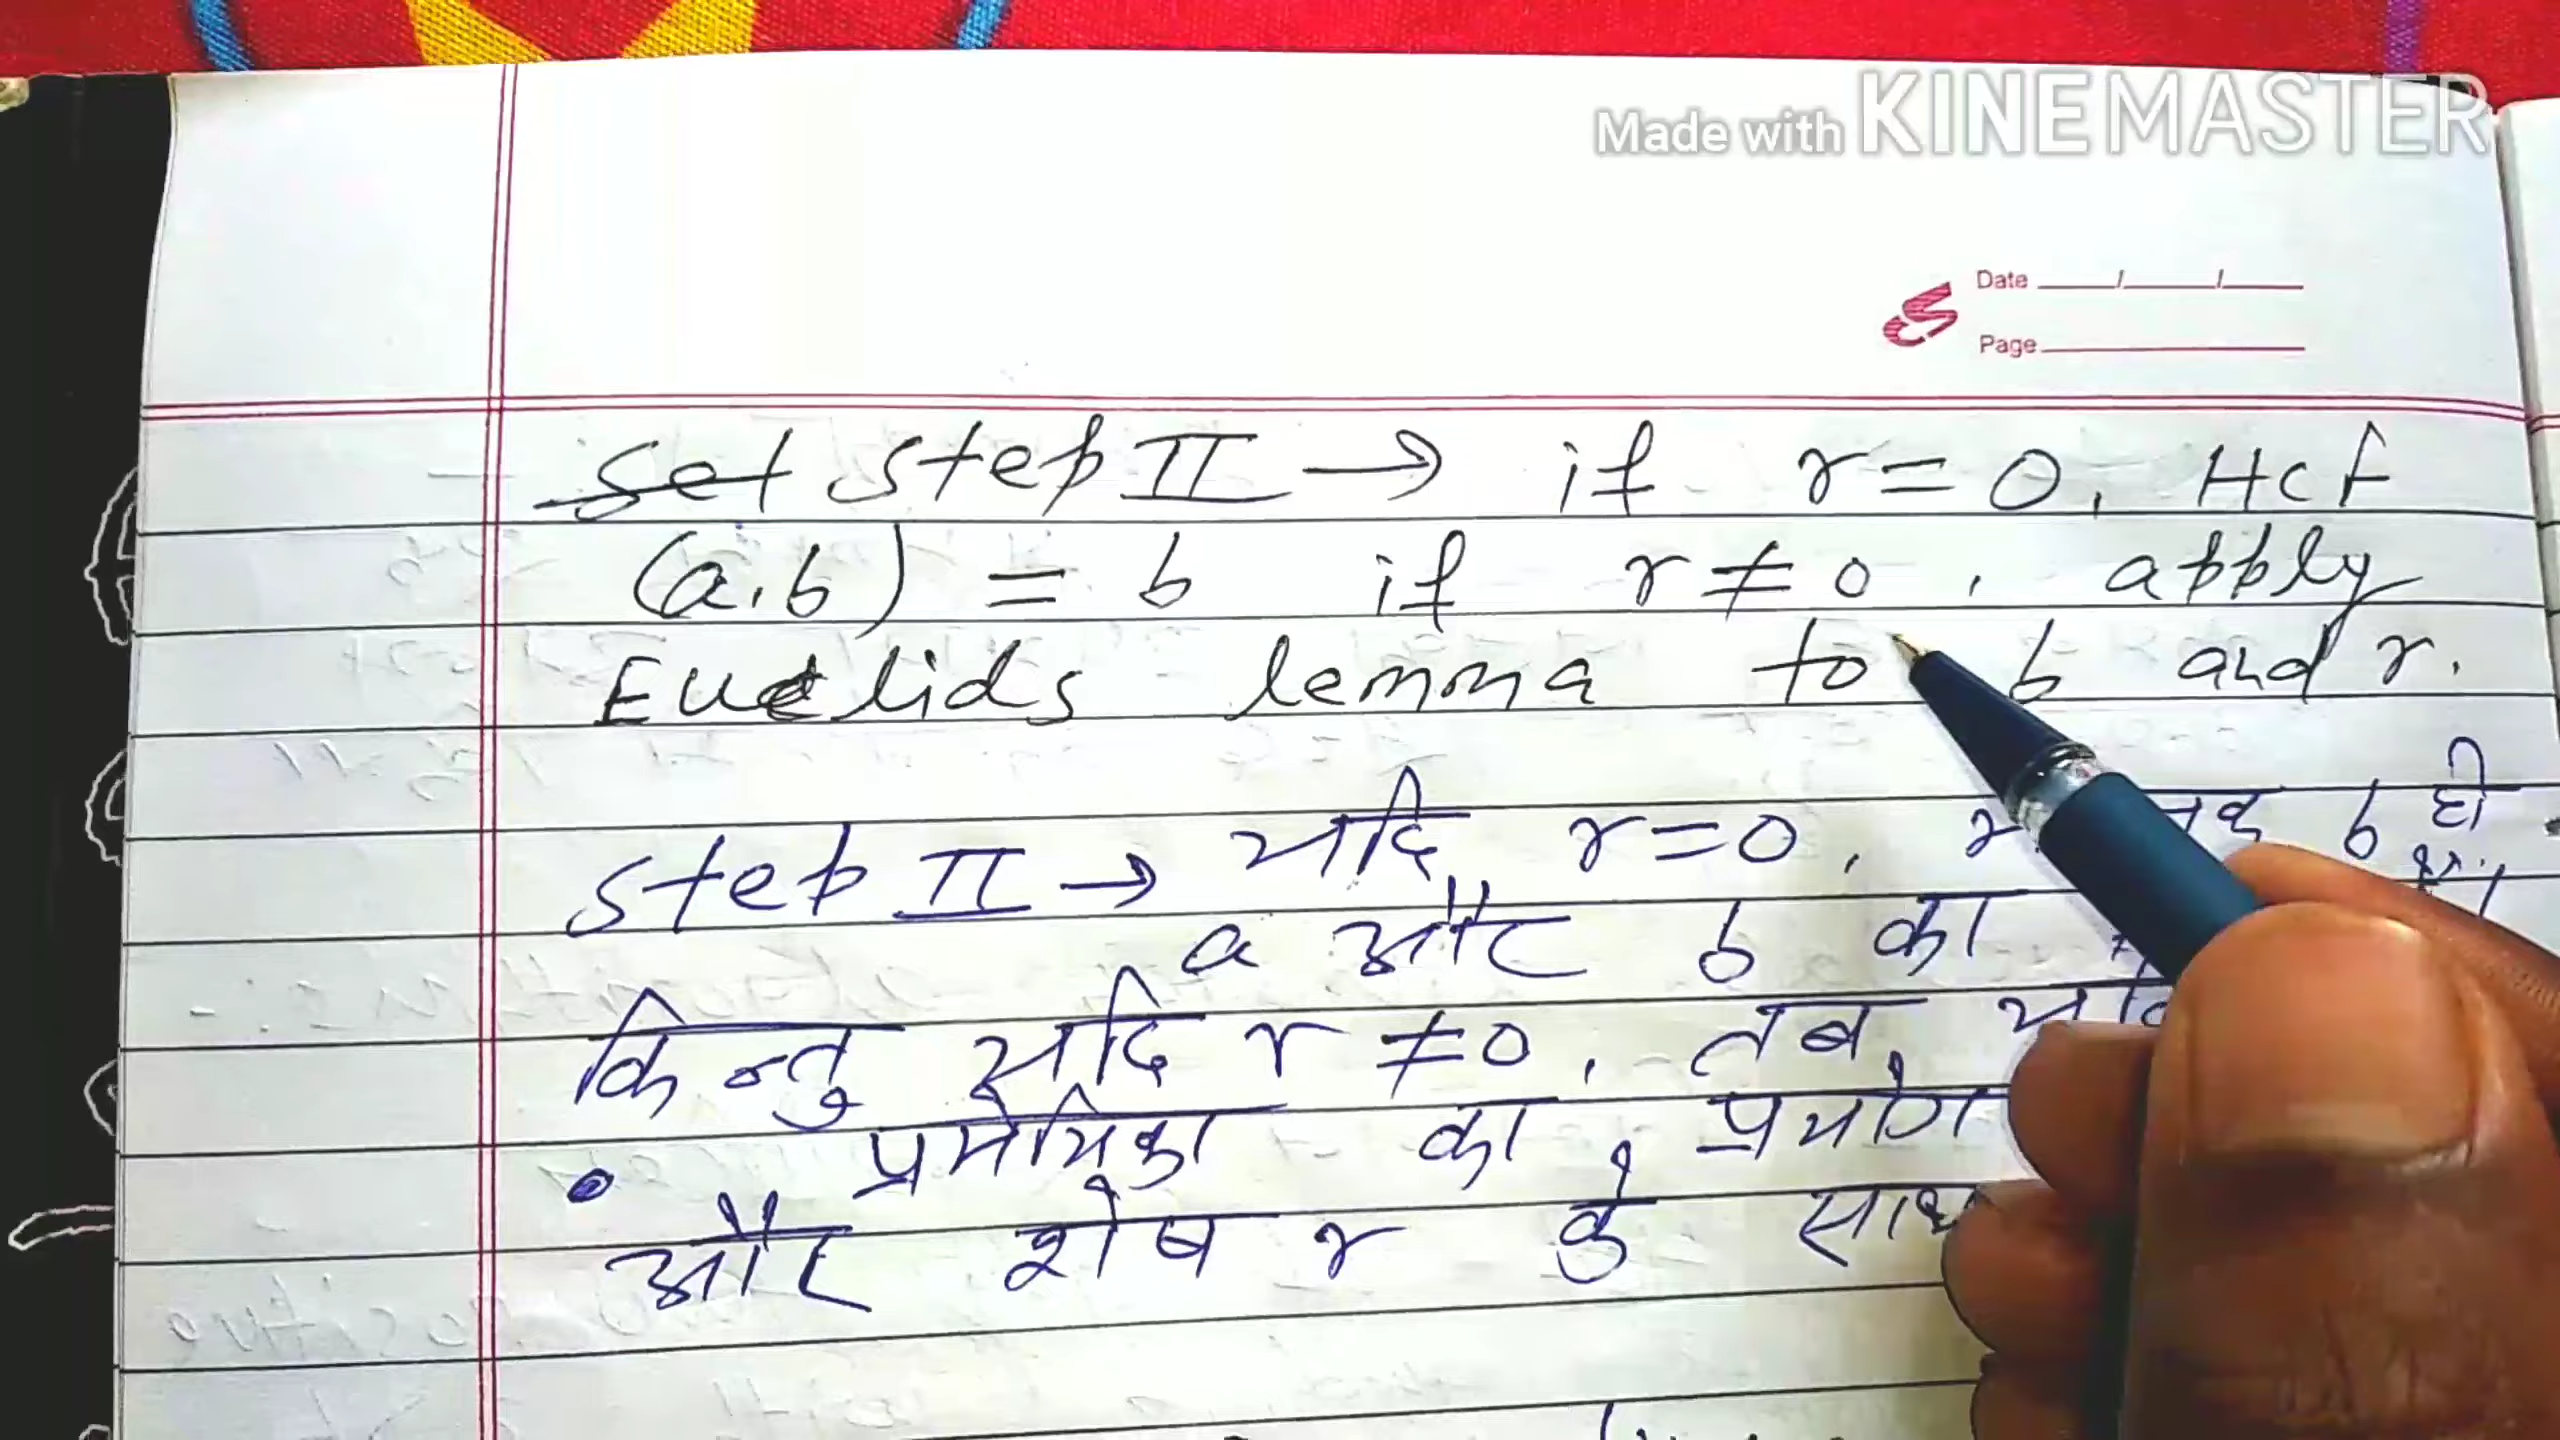 Made with KINEMASTER
Date / /
Page
set step II → if r = 0, HCF
(a,b) = b if r ≠ 0, apply
Euclids lemma to b and r.
step II → यदि r = 0, b ही
a और b का
किन्तु यदि r ≠ 0, तब,
प्रमेयिका का प्रयोग
और शेष r के साथ